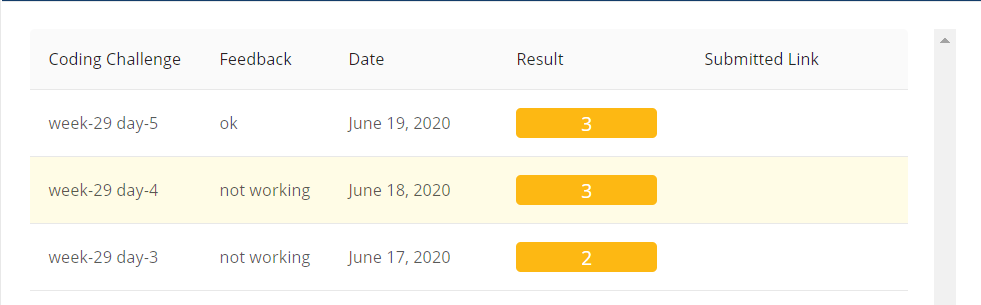 Coding Challenge Feedback Date Result Submitted Link
week-29 day-5 ok June 19, 2020 3
week-29 day-4 not working June 18, 2020 3
week-29 day-3 not working June 17, 2020 2